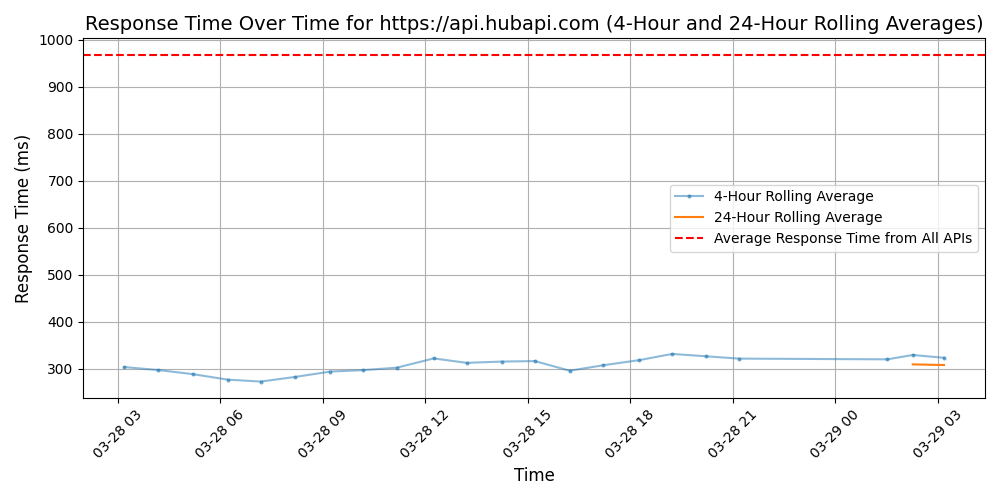 Response Time Over Time for https://api.hubapi.com (4-Hour and 24-Hour Rolling Averages)
Response Time (ms)
1000
900
800
700
600
500
400
300
4-Hour Rolling Average
24-Hour Rolling Average
Average Response Time from All APIs
03-28 03
03-28 06
03-28 09
03-28 12
03-28 15
03-28 18
03-28 21
03-29 00
03-29 03
Time